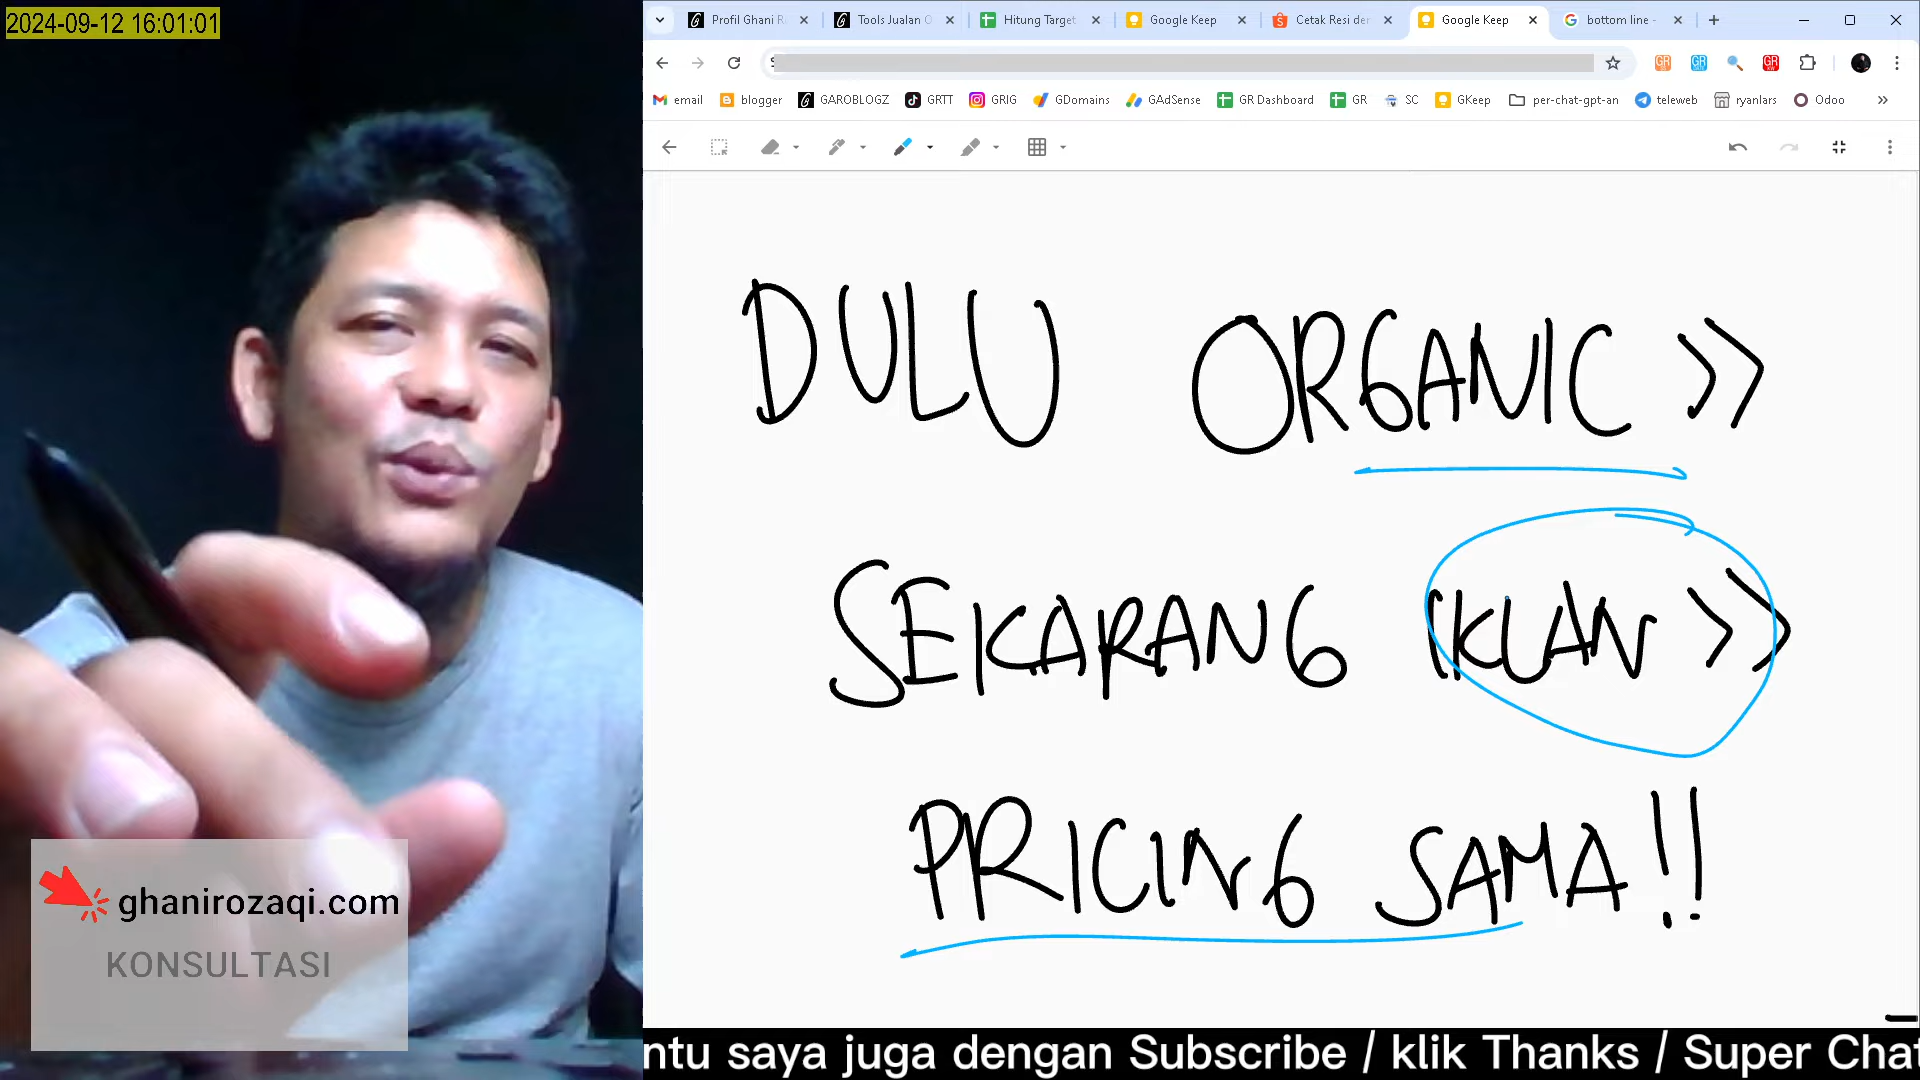 2024-09-12 16:01:01
Profil Ghani R
Tools Jualan O
Hitung Target
Google Keep
Cetak Resi der
Google Keep
bottom line -
email
blogger
GAROBLOGZ
GRTT
GRIG
GDomains
GAdSense
GR Dashboard
GR
SC
GKeep
per-chat-gpt-an
teleweb
ryanlars
Odoo
DULU ORGANIC >>
SEKARANG IKLAN >>
PRICING SAMA!!
ghanirozaqi.com
KONSULTASI
ntu saya juga dengan Subscribe / klik Thanks / Super Chat